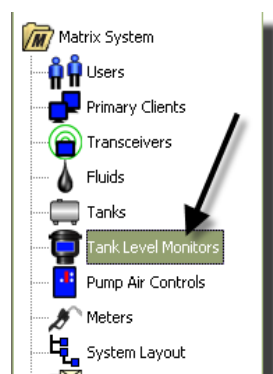 Matrix System
Users
Primary Clients
Transceivers
Fluids
Tanks
Tank Level Monitors
Pump Air Controls
Meters
System Layout